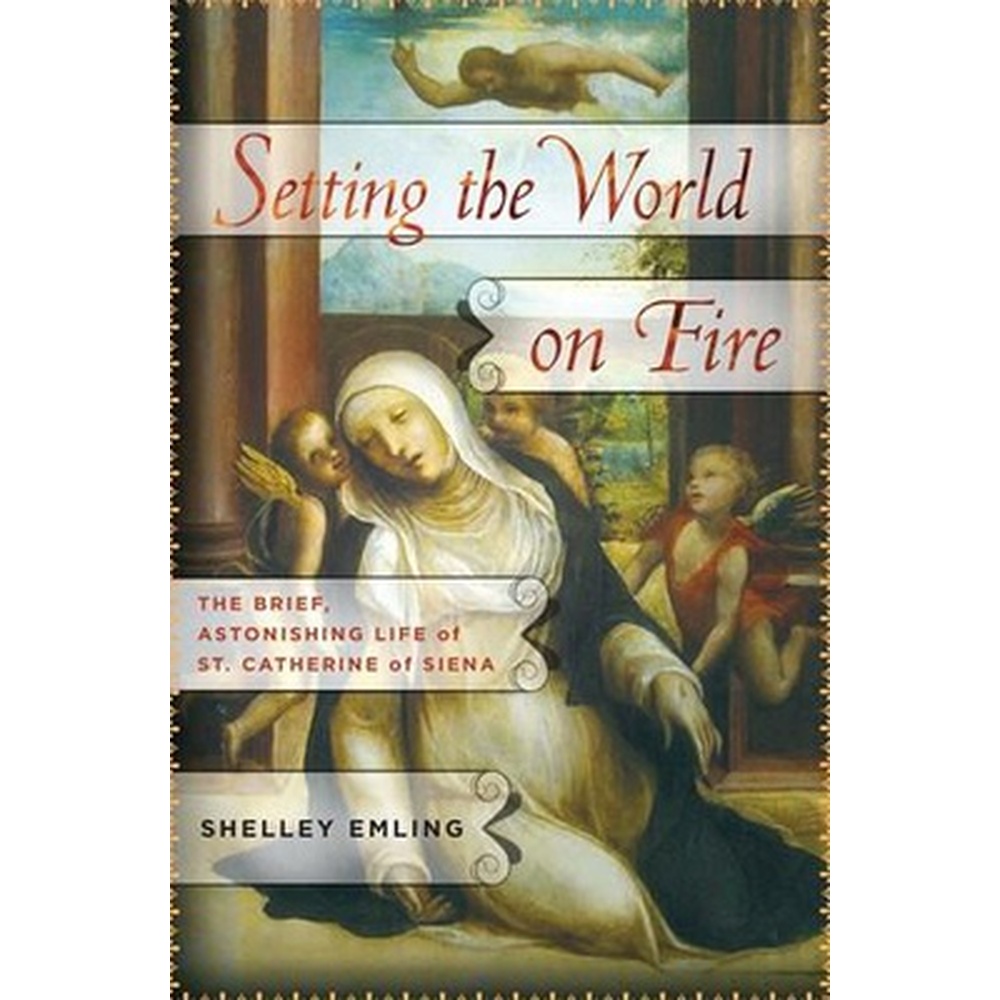 Setting the World
on Fire
THE BRIEF,
ASTONISHING LIFE of
ST. CATHERINE of SIENA
SHELLEY EMLING